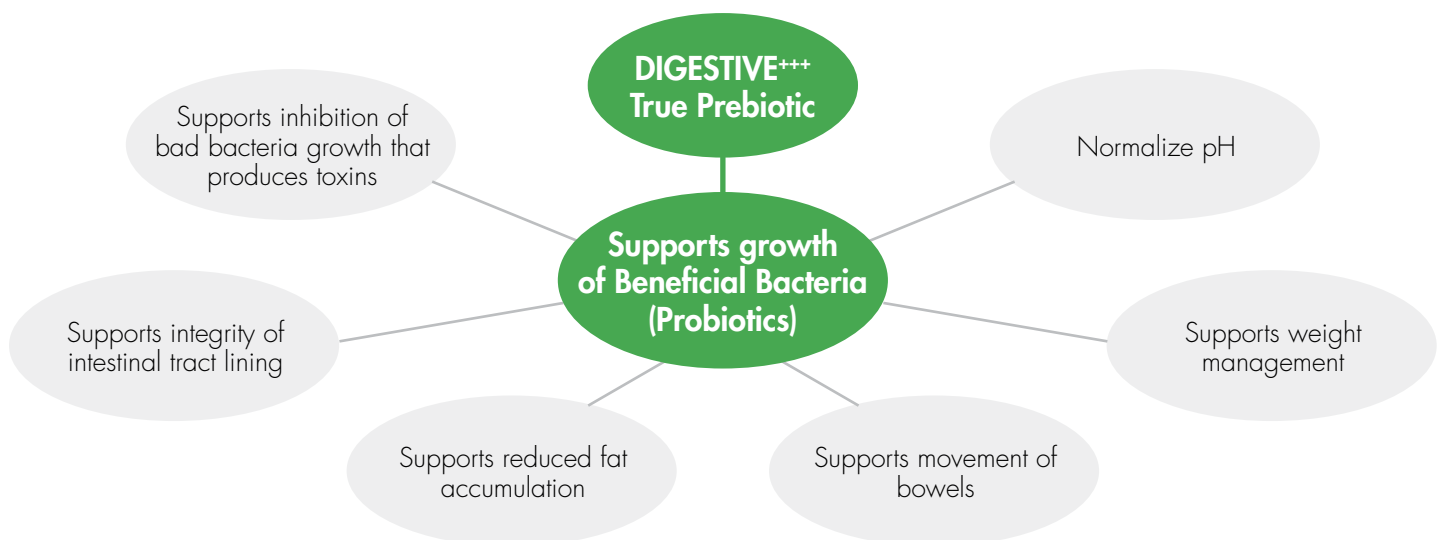 DIGESTIVE+++
True Prebiotic
Supports inhibition of
bad bacteria growth that
produces toxins
Normalize pH
Supports growth
of Beneficial Bacteria
(Probiotics)
Supports integrity of
intestinal tract lining
Supports weight
management
Supports reduced fat
accumulation
Supports movement of
bowels